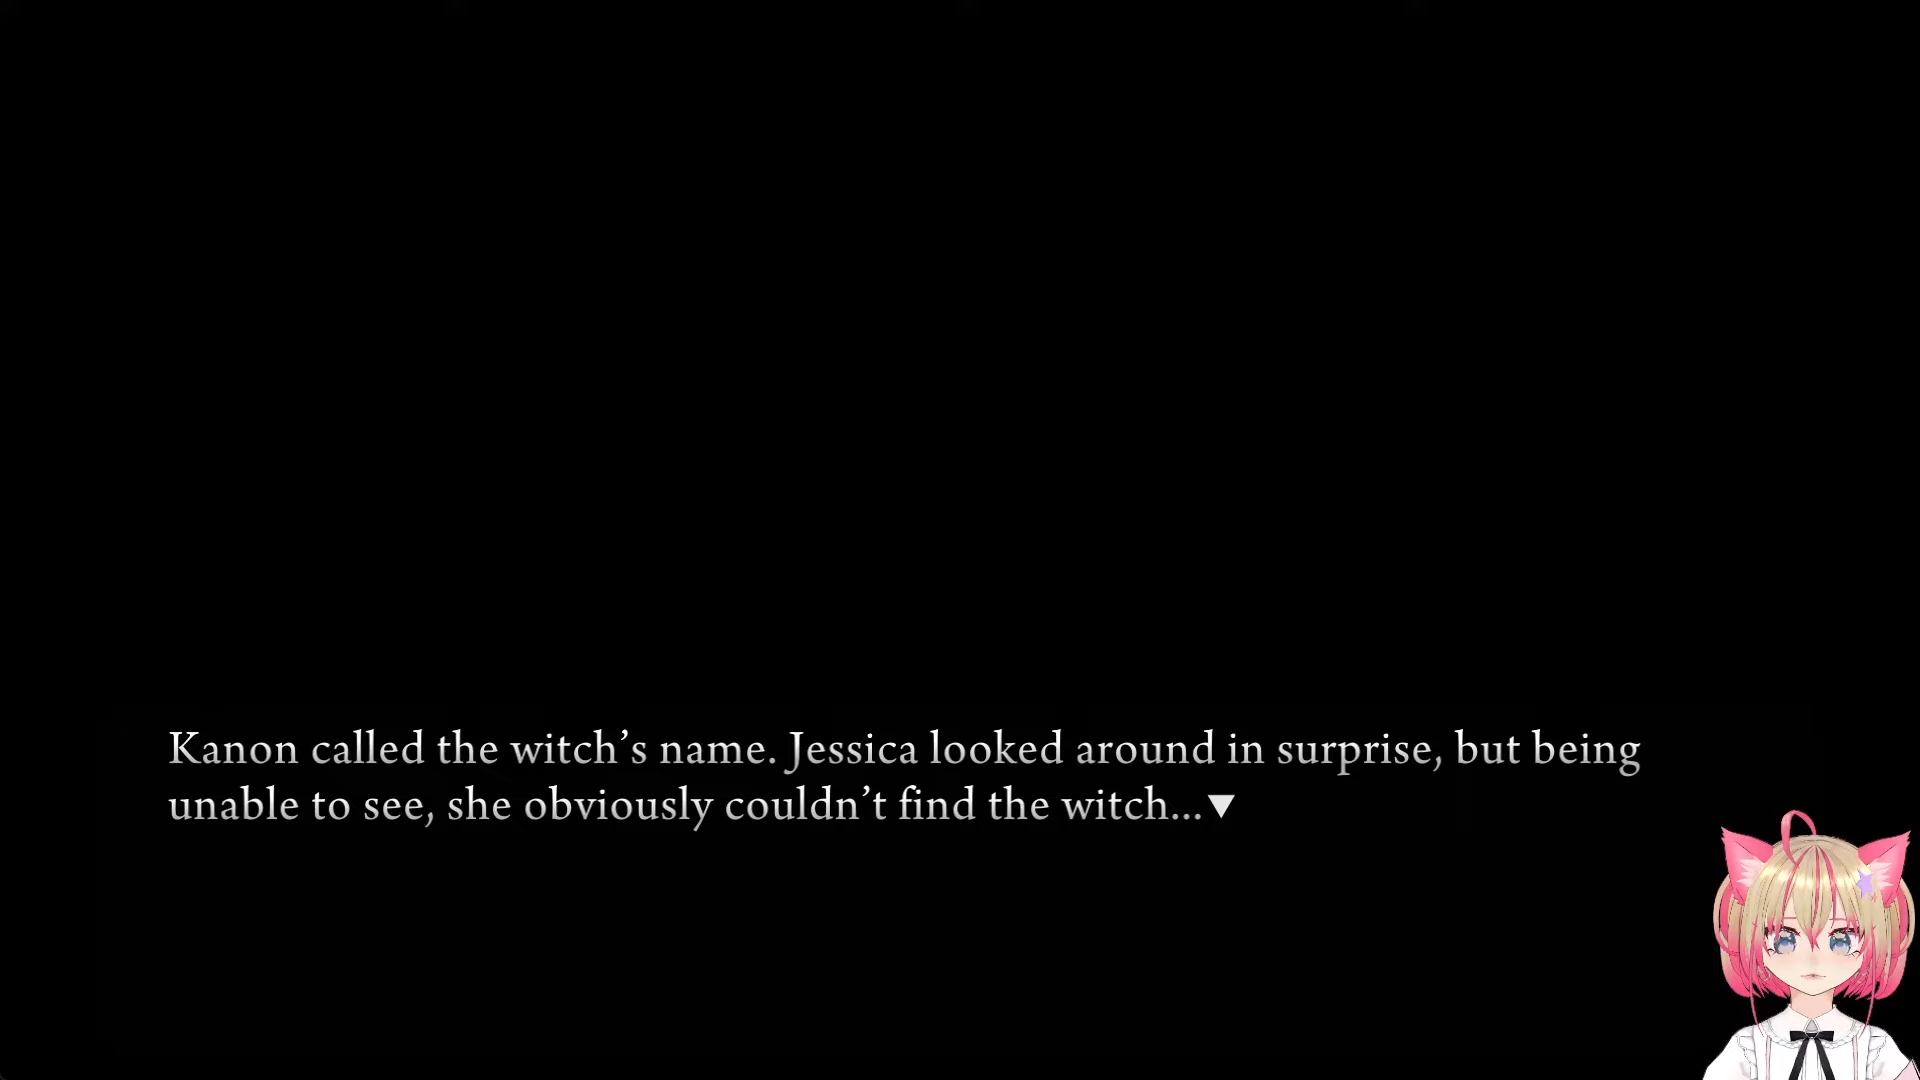 Kanon called the witch’s name. Jessica looked around in surprise, but being
unable to see, she obviously couldn’t find the witch...▼